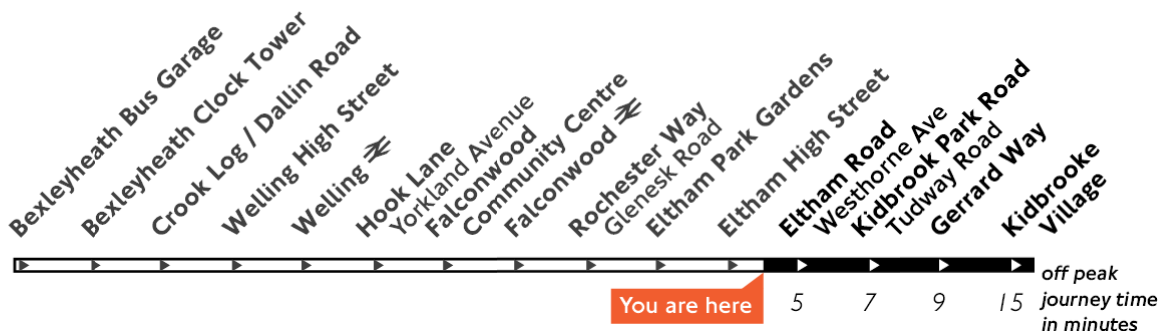 Bexleyheath Bus Garage
Bexleyheath Clock Tower
Crook Log / Dallin Road
Welling High Street
Welling
Hook Lane
Yorkland Avenue
Falconwood
Community Centre
Falconwood
Rochester Way
Glenesk Road
Eltham Park Gardens
Eltham High Street
Eltham Road
Westhorne Ave
Kidbrook Park Road
Tudway Road
Gerrard Way
Kidbrooke
Village
You are here
5 7 9 15
off peak
journey time
in minutes